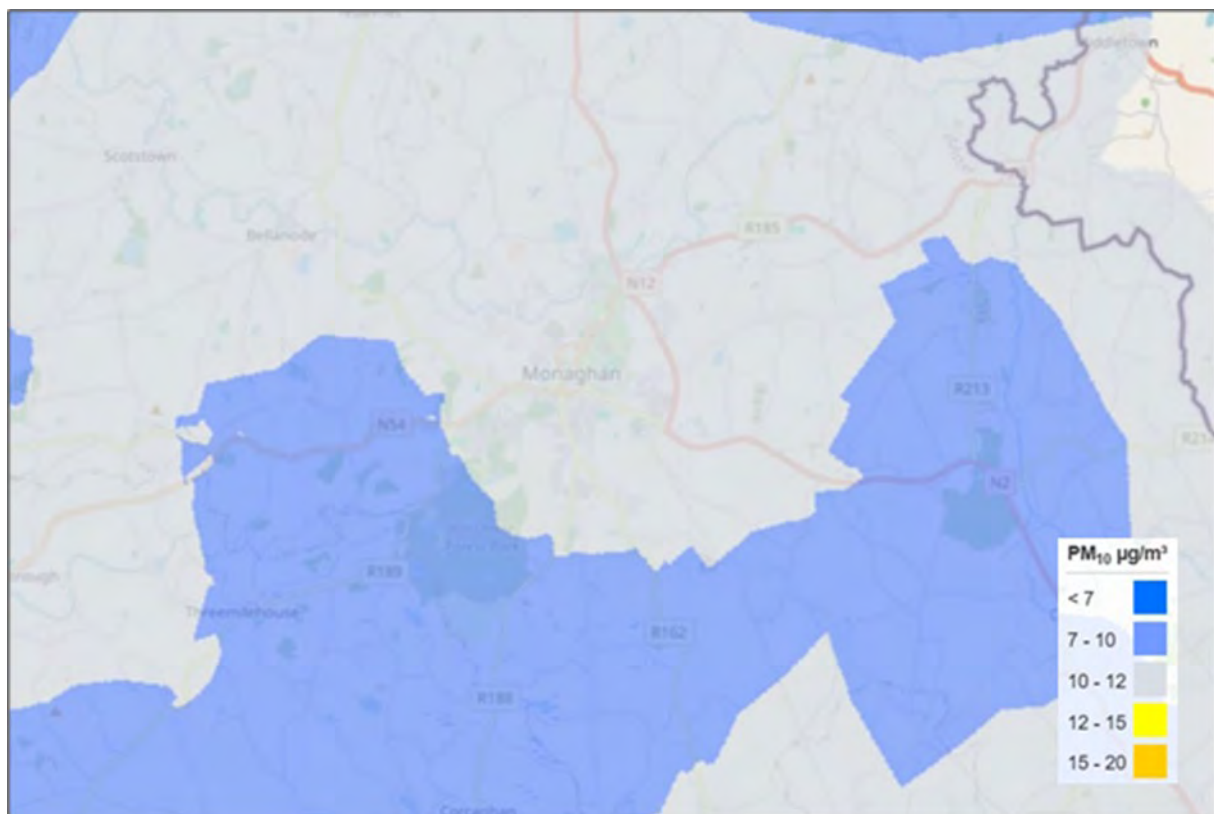 Scotstown
Bellanode
R185
N12
Monaghan
R213
N54
N2
R189
R162
R188
PM₁₀ µg/m³
< 7
7 - 10
10 - 12
12 - 15
15 - 20